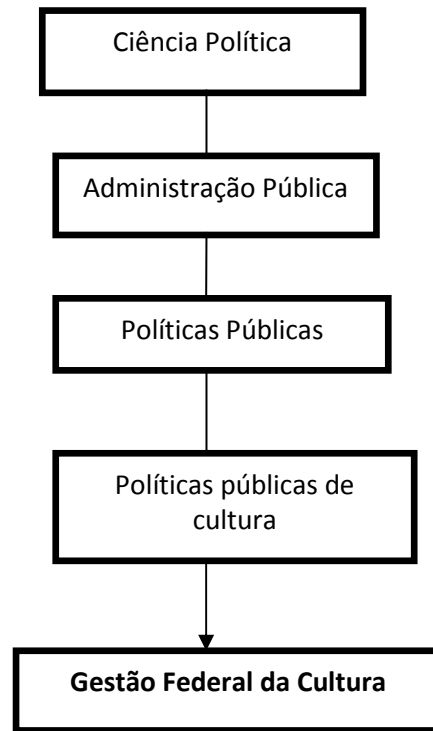 Ciência Política
Administração Pública
Políticas Públicas
Políticas públicas de
cultura
Gestão Federal da Cultura